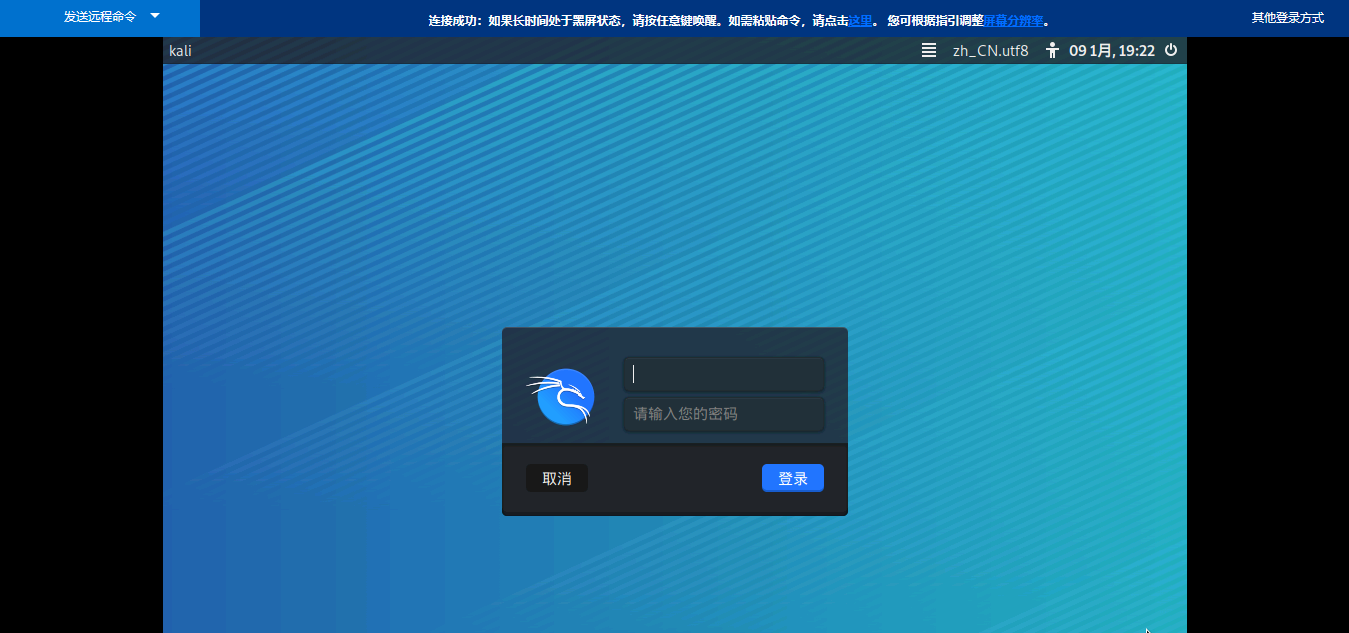 发送远程命令
连接成功：如果长时间处于黑屏状态，请按任意键唤醒。如需粘贴命令，请点击这里。 您可根据指引调整屏幕分辨率。
其他登录方式
kali
zh_CN.utf8
09 1月, 19:22
请输入您的密码
取消
登录